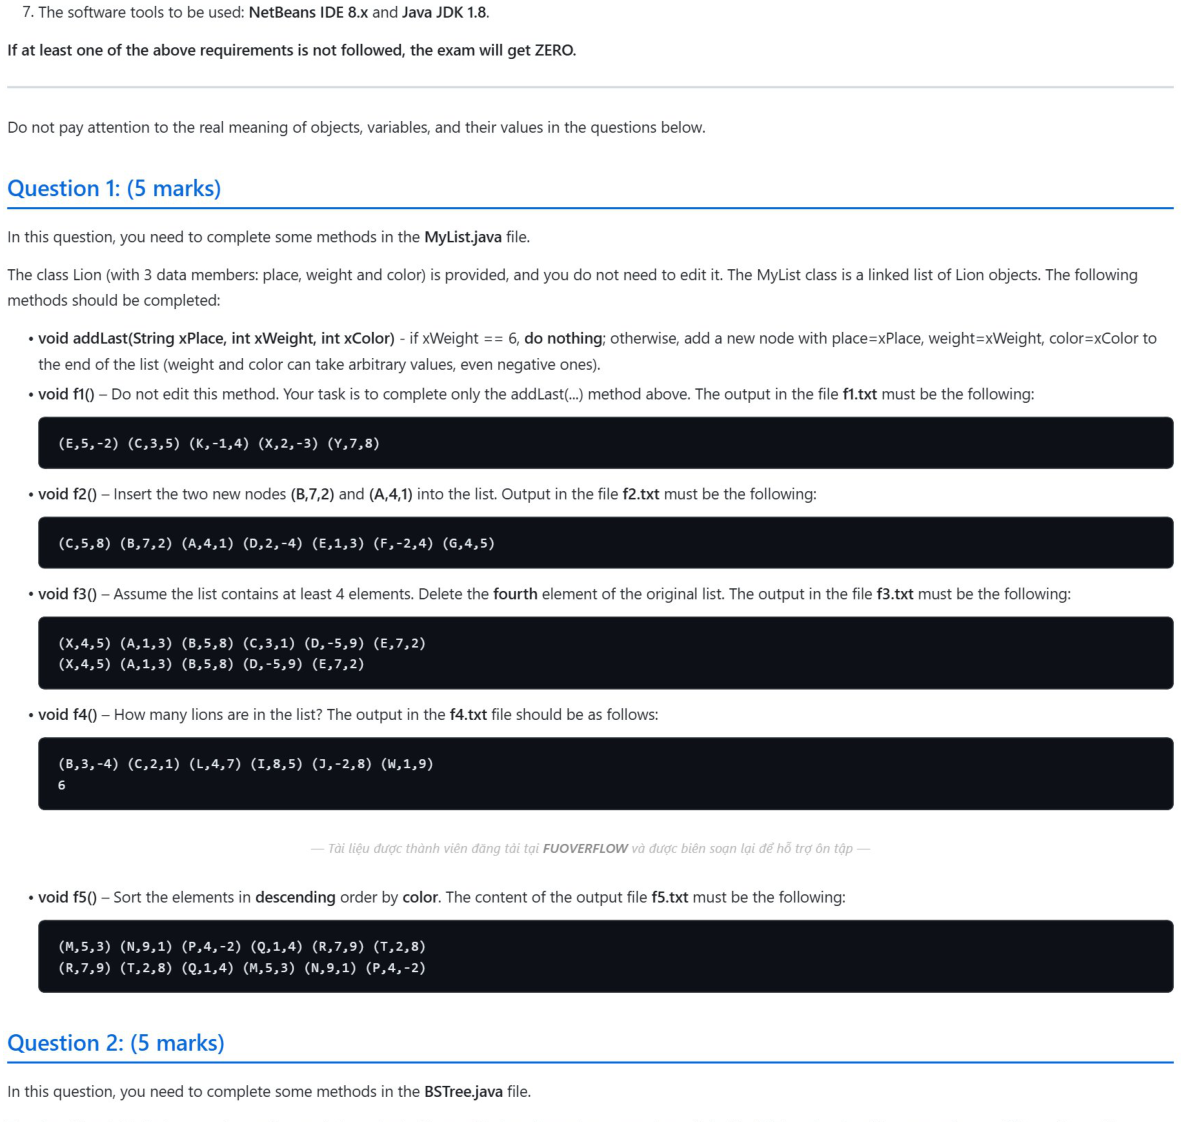 7. The software tools to be used: NetBeans IDE 8.x and Java JDK 1.8.
If at least one of the above requirements is not followed, the exam will get ZERO.
Do not pay attention to the real meaning of objects, variables, and their values in the questions below.
Question 1: (5 marks)
In this question, you need to complete some methods in the MyList.java file.
The class Lion (with 3 data members: place, weight and color) is provided, and you do not need to edit it. The MyList class is a linked list of Lion objects. The following
methods should be completed:
• void addLast(String xPlace, int xWeight, int xColor) - if xWeight == 6, do nothing; otherwise, add a new node with place=xPlace, weight=xWeight, color=xColor to
the end of the list (weight and color can take arbitrary values, even negative ones).
• void f1() – Do not edit this method. Your task is to complete only the addLast(...) method above. The output in the file f1.txt must be the following:
(E,5,-2) (C,3,5) (K,-1,4) (X,2,-3) (Y,7,8)
• void f2() – Insert the two new nodes (B,7,2) and (A,4,1) into the list. Output in the file f2.txt must be the following:
(C,5,8) (B,7,2) (A,4,1) (D,2,-4) (E,1,3) (F,-2,4) (G,4,5)
• void f3() – Assume the list contains at least 4 elements. Delete the fourth element of the original list. The output in the file f3.txt must be the following:
(X,4,5) (A,1,3) (B,5,8) (C,3,1) (D,-5,9) (E,7,2)
(X,4,5) (A,1,3) (B,5,8) (D,-5,9) (E,7,2)
• void f4() – How many lions are in the list? The output in the f4.txt file should be as follows:
(B,3,-4) (C,2,1) (L,4,7) (I,8,5) (J,-2,8) (W,1,9)
6
— Tài liệu được thành viên đăng tải tại FUOVERFLOW và được biên soạn lại để hỗ trợ ôn tập —
• void f5() – Sort the elements in descending order by color. The content of the output file f5.txt must be the following:
(M,5,3) (N,9,1) (P,4,-2) (Q,1,4) (R,7,9) (T,2,8)
(R,7,9) (T,2,8) (Q,1,4) (M,5,3) (N,9,1) (P,4,-2)
Question 2: (5 marks)
In this question, you need to complete some methods in the BSTree.java file.